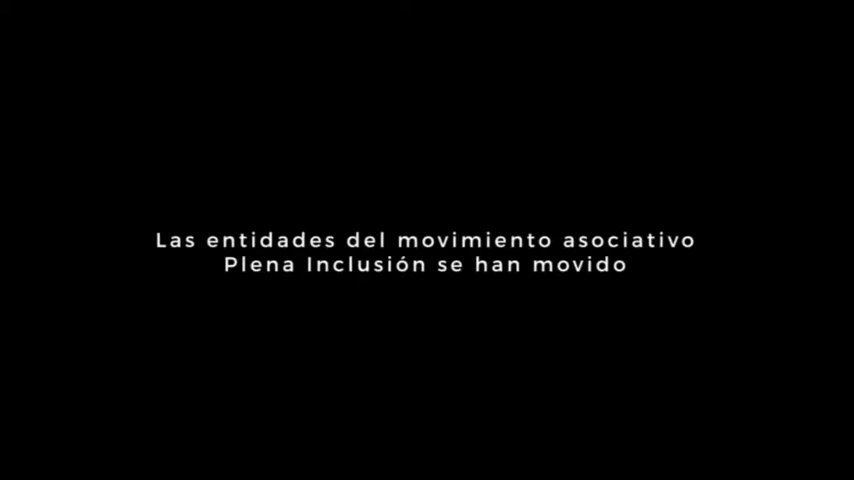 Las entidades del movimiento asociativo
Plena Inclusión se han movido